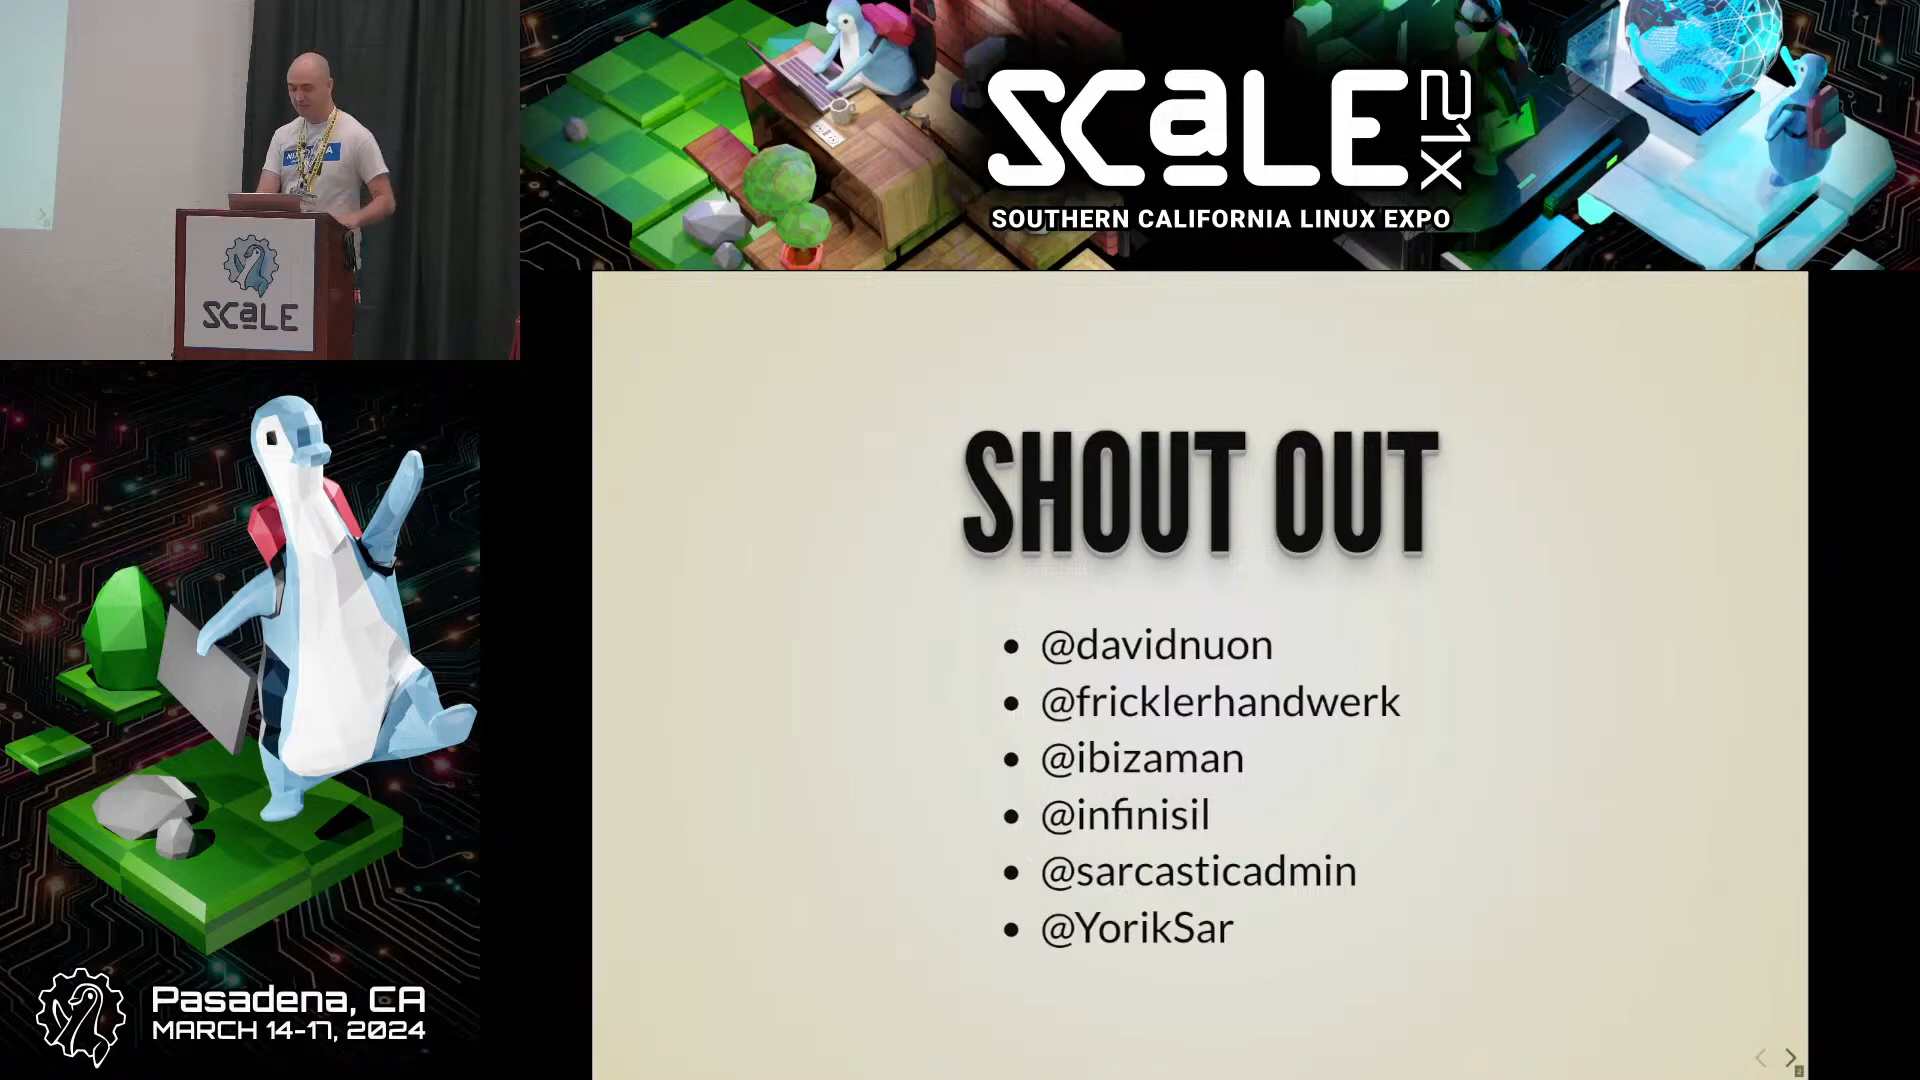 SCaLE 21X
SOUTHERN CALIFORNIA LINUX EXPO
SCaLE
SHOUT OUT
• @davidnuon
• @fricklerhandwerk
• @ibizaman
• @infinisil
• @sarcasticadmin
• @YorikSar
Pasadena, CA
MARCH 14-17, 2024
2